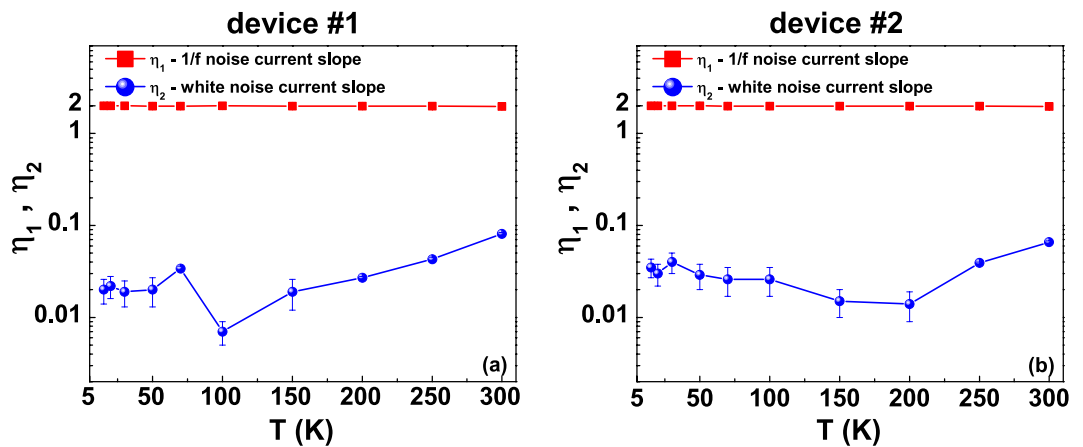 device #1
η1 - 1/f noise current slope
η2 - white noise current slope
2
1
0.1
0.01
η1 , η2
(a)
5 50 100 150 200 250 300
T (K)
device #2
η1 - 1/f noise current slope
η2 - white noise current slope
2
1
0.1
0.01
η1 , η2
(b)
5 50 100 150 200 250 300
T (K)